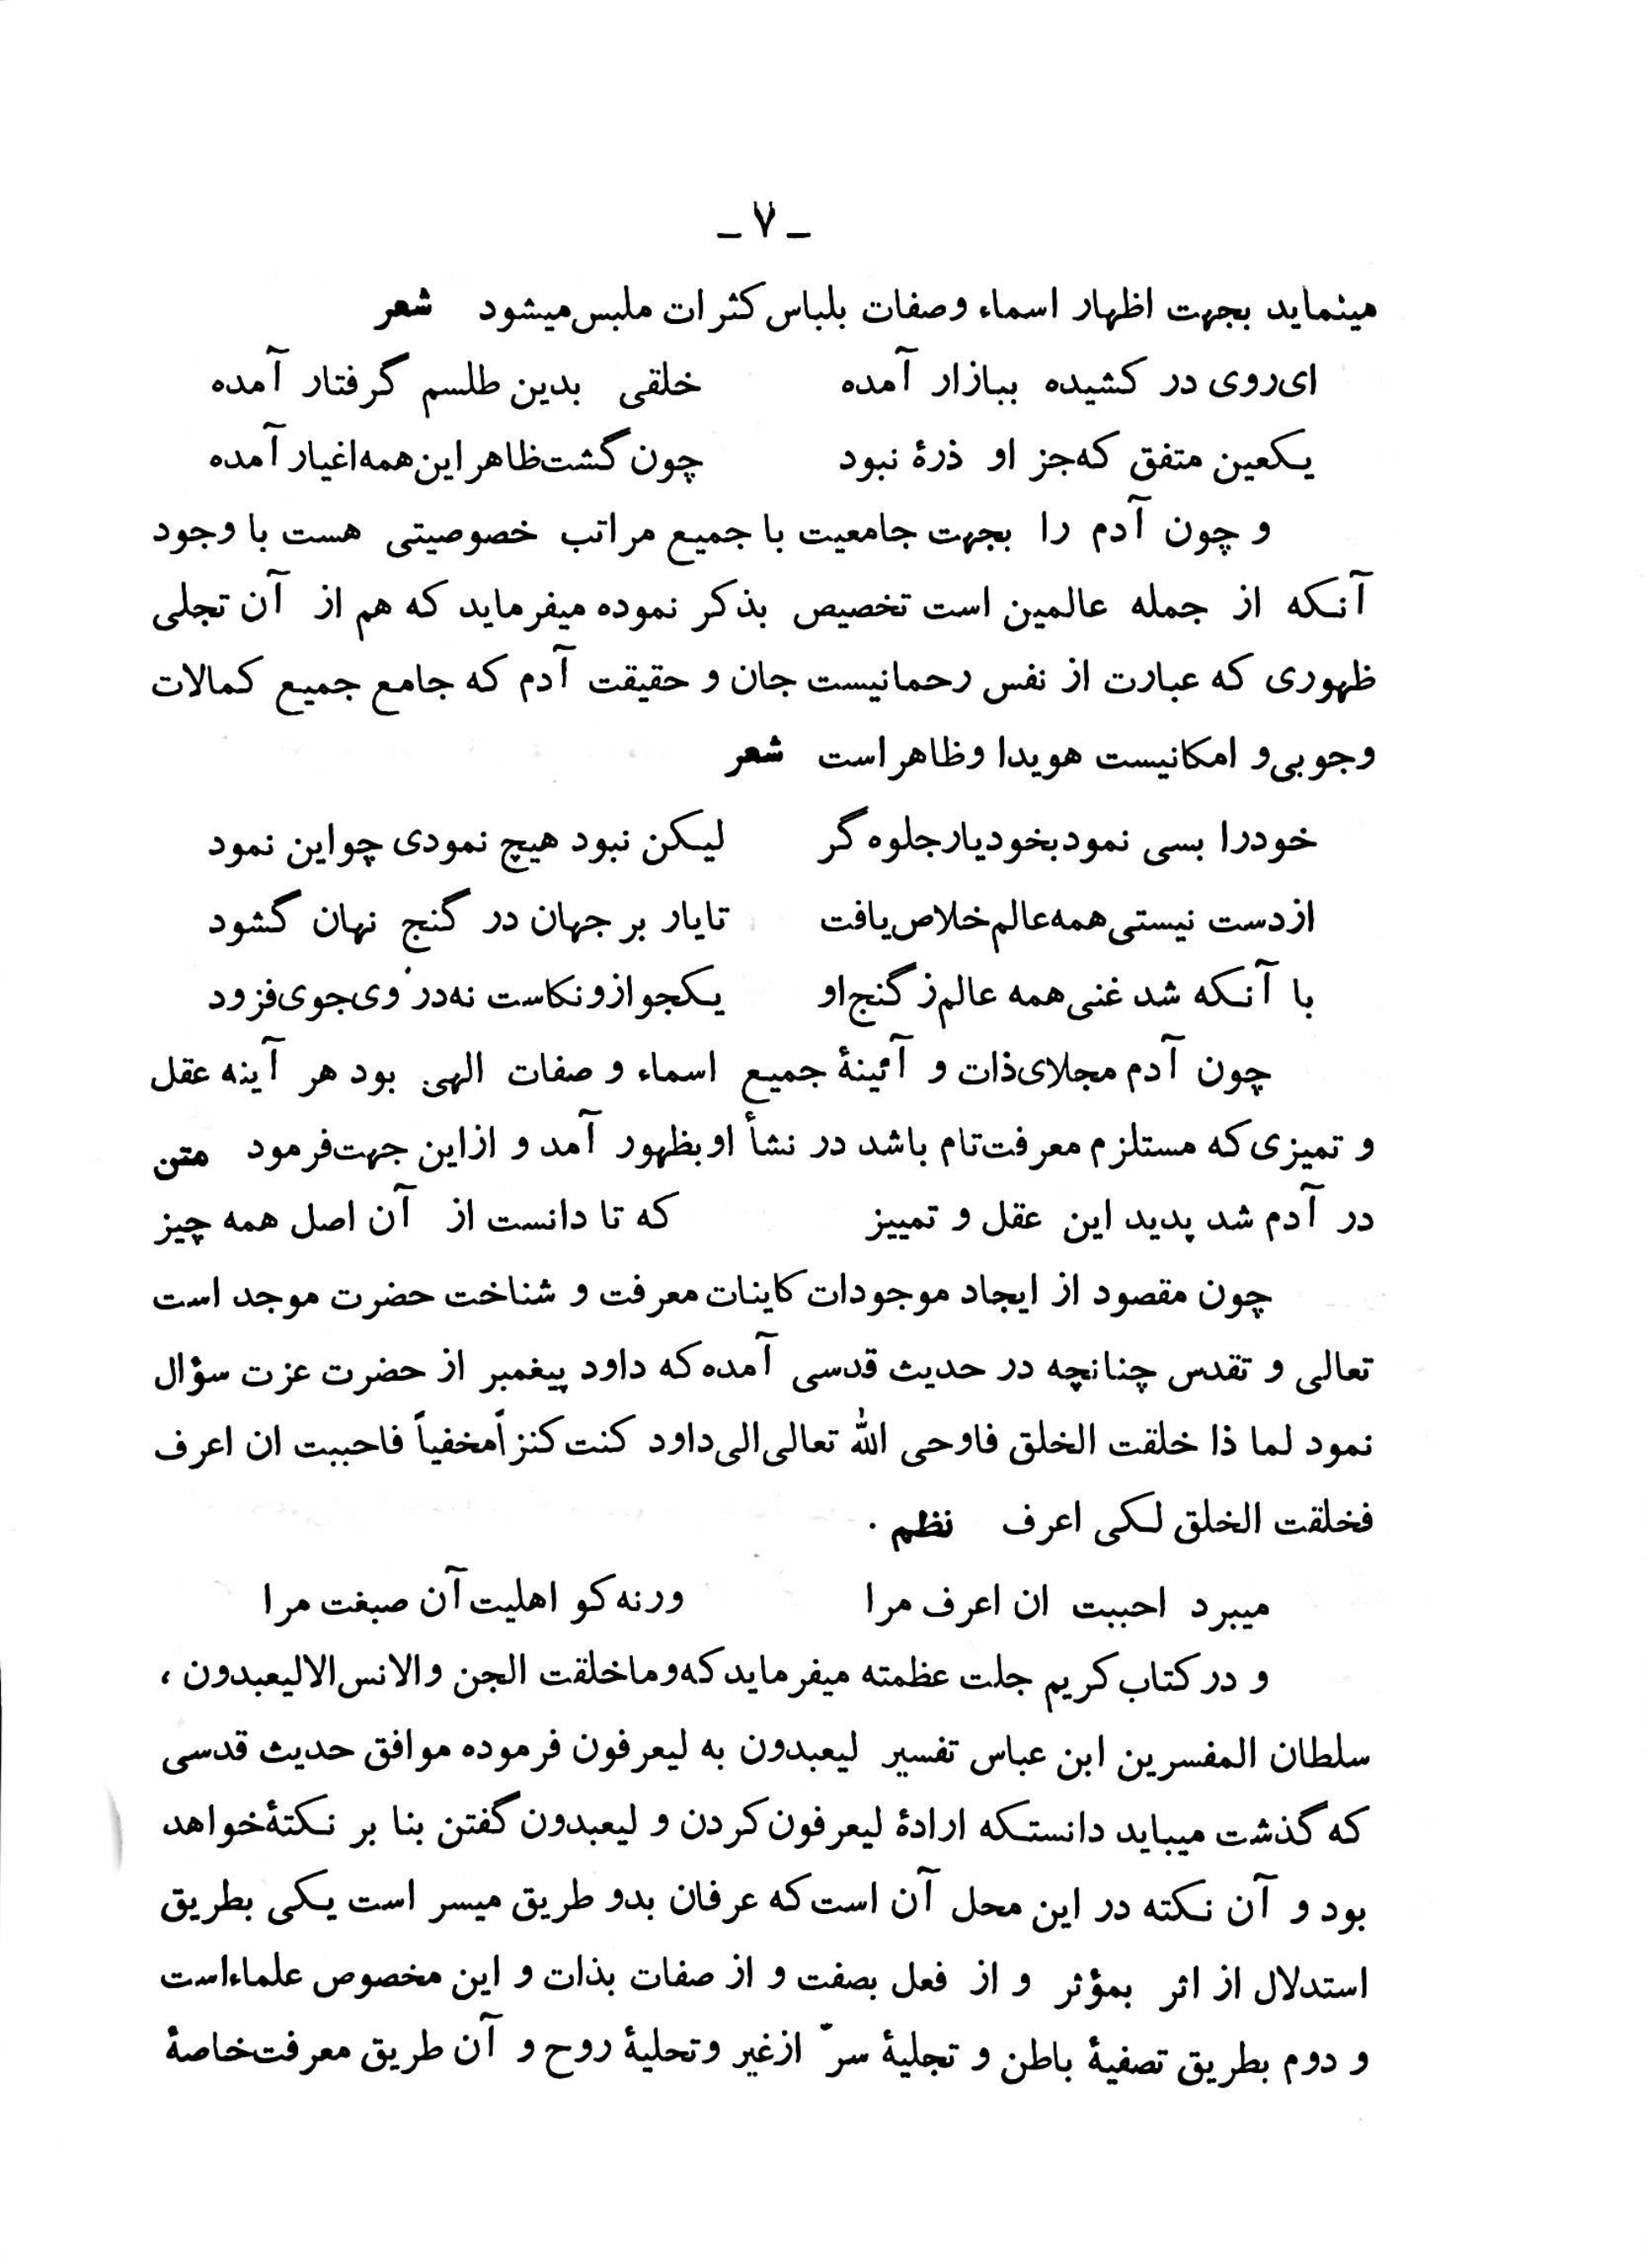 ـ ۷ ـ
مینماید بجهت اظهار اسماء وصفات بلباس کثرات ملبس میشود شعر
ای روی در کشیده ببازار آمده خلقی بدین طلسم گرفتار آمده
یکعین متفق که جز او ذرهٔ نبود چون گشت ظاهر این همه اغیار آمده
و چون آدم را بجهت جامعیت با جمیع مراتب خصوصیتی هست با وجود
آنکه از جمله عالمین است تخصیص بذکر نموده میفرماید که هم از آن تجلی
ظهوری که عبارت از نفس رحمانیست جان و حقیقت آدم که جامع جمیع کمالات
وجوبی و امکانیست هویدا وظاهر است شعر
خودرا بسی نمود بخود یار جلوه گر لیکن نبود هیچ نمودی چو این نمود
از دست نیستی همه عالم خلاص یافت تا یار بر جهان در گنج نهان گشود
با آنکه شد غنی همه عالم ز گنج او یکجو ازو نکاست نه در وی جوی فزود
چون آدم مجلای ذات و آئینهٔ جمیع اسماء و صفات الهی بود هر آینه عقل
و تمیزی که مستلزم معرفت تام باشد در نشأ او بظهور آمد و از این جهت فرمود متن
در آدم شد پدید این عقل و تمییز که تا دانست از آن اصل همه چیز
چون مقصود از ایجاد موجودات کاینات معرفت و شناخت حضرت موجد است
تعالی و تقدس چنانچه در حدیث قدسی آمده که داود پیغمبر از حضرت عزت سؤال
نمود لما ذا خلقت الخلق فاوحی الله تعالی الی داود کنت کنزاً مخفیاً فاحببت ان اعرف
فخلقت الخلق لکی اعرف نظم .
میبرد احببت ان اعرف مرا ورنه کو اهلیت آن صبغت مرا
و در کتاب کریم جلت عظمته میفرماید که وما خلقت الجن والانس الا لیعبدون ،
سلطان المفسرین ابن عباس تفسیر لیعبدون به لیعرفون فرموده موافق حدیث قدسی
که گذشت میباید دانستکه ارادهٔ لیعرفون کردن و لیعبدون گفتن بنا بر نکتهٔ خواهد
بود و آن نکته در این محل آن است که عرفان بدو طریق میسر است یکی بطریق
استدلال از اثر بمؤثر و از فعل بصفت و از صفات بذات و این مخصوص علماء است
و دوم بطریق تصفیهٔ باطن و تجلیهٔ سرّ از غیر و تحلیهٔ روح و آن طریق معرفت خاصهٔ